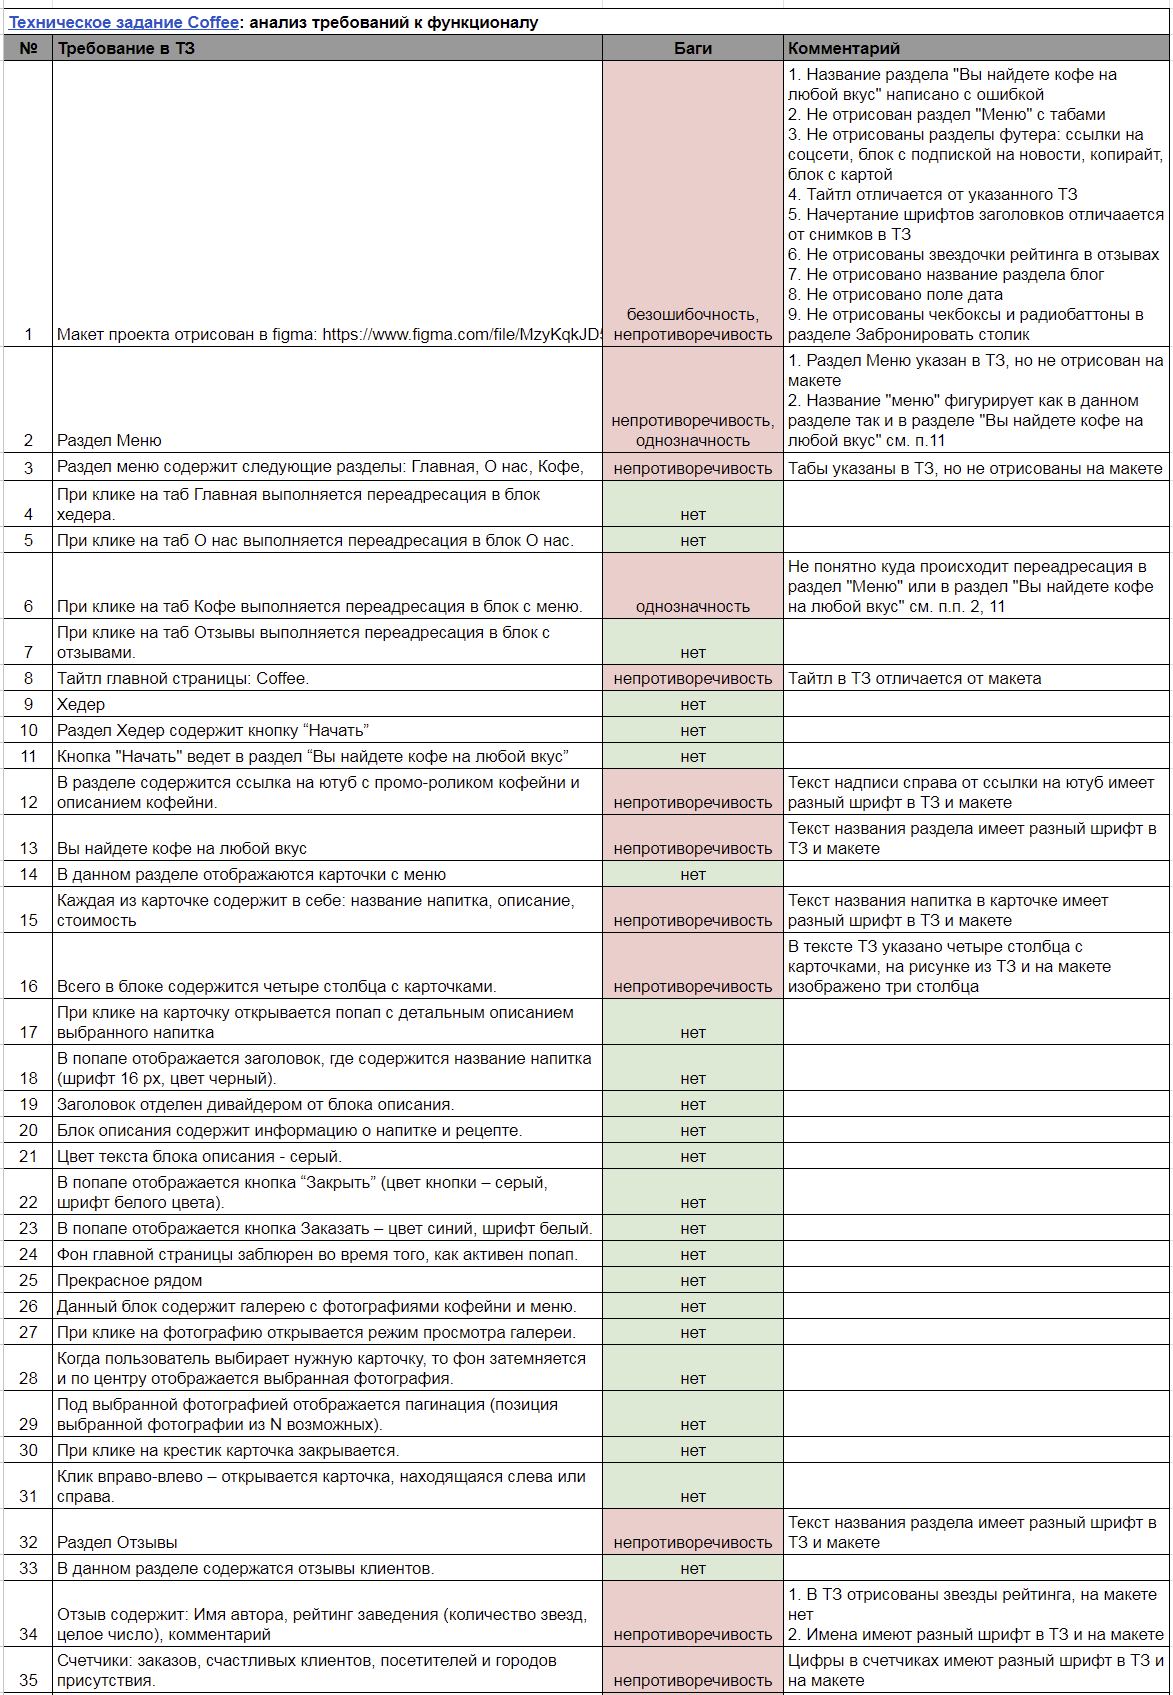 Техническое задание Coffee: анализ требований к функционалу
№ Требование в ТЗ Баги Комментарий
1. Название раздела "Вы найдете кофе на
любой вкус" написано с ошибкой
2. Не отрисован раздел "Меню" с табами
3. Не отрисованы разделы футера: ссылки на
соцсети, блок с подпиской на новости, копирайт,
блок с картой
4. Тайтл отличается от указанного ТЗ
5. Начертание шрифтов заголовков отличаается
от снимков в ТЗ
6. Не отрисованы звездочки рейтинга в отзывах
7. Не отрисовано название раздела блог
8. Не отрисовано поле дата
безошибочность, 9. Не отрисованы чекбоксы и радиобаттоны в
1 Макет проекта отрисован в figma: https://www.figma.com/file/MzyKqkJD5 непротиворечивость разделе Забронировать столик
1. Раздел Меню указан в ТЗ, но не отрисован на
макете
2. Название "меню" фигурирует как в данном
непротиворечивость, разделе так и в разделе "Вы найдете кофе на
2 Раздел Меню однозначность любой вкус" см. п.11
3 Раздел меню содержит следующие разделы: Главная, О нас, Кофе, непротиворечивость Табы указаны в ТЗ, но не отрисованы на макете
При клике на таб Главная выполняется переадресация в блок
4 хедера. нет
5 При клике на таб О нас выполняется переадресация в блок О нас. нет
Не понятно куда происходит переадресация в
раздел "Меню" или в раздел "Вы найдете кофе
6 При клике на таб Кофе выполняется переадресация в блок с меню. однозначность на любой вкус" см. п.п. 2, 11
При клике на таб Отзывы выполняется переадресация в блок с
7 отзывами. нет
8 Тайтл главной страницы: Coffee. непротиворечивость Тайтл в ТЗ отличается от макета
9 Хедер нет
10 Раздел Хедер содержит кнопку “Начать” нет
11 Кнопка "Начать" ведет в раздел “Вы найдете кофе на любой вкус” нет
В разделе содержится ссылка на ютуб с промо-роликом кофейни и Текст надписи справа от ссылки на ютуб имеет
12 описанием кофейни. непротиворечивость разный шрифт в ТЗ и макете
Текст названия раздела имеет разный шрифт в
13 Вы найдете кофе на любой вкус непротиворечивость ТЗ и макете
14 В данном разделе отображаются карточки с меню нет
Каждая из карточке содержит в себе: название напитка, описание, Текст названия напитка в карточке имеет
15 стоимость непротиворечивость разный шрифт в ТЗ и макете
В тексте ТЗ указано четыре столбца с
карточками, на рисунке из ТЗ и на макете
16 Всего в блоке содержится четыре столбца с карточками. непротиворечивость изображено три столбца
При клике на карточку открывается попап с детальным описанием
17 выбранного напитка нет
В попапе отображается заголовок, где содержится название напитка
18 (шрифт 16 px, цвет черный). нет
19 Заголовок отделен дивайдером от блока описания. нет
20 Блок описания содержит информацию о напитке и рецепте. нет
21 Цвет текста блока описания - серый. нет
В попапе отображается кнопка “Закрыть” (цвет кнопки – серый,
22 шрифт белого цвета). нет
23 В попапе отображается кнопка Заказать – цвет синий, шрифт белый. нет
24 Фон главной страницы заблюрен во время того, как активен попап. нет
25 Прекрасное рядом нет
26 Данный блок содержит галерею с фотографиями кофейни и меню. нет
27 При клике на фотографию открывается режим просмотра галереи. нет
Когда пользователь выбирает нужную карточку, то фон затемняется
28 и по центру отображается выбранная фотография. нет
Под выбранной фотографией отображается пагинация (позиция
29 выбранной фотографии из N возможных). нет
30 При клике на крестик карточка закрывается. нет
Клик вправо-влево – открывается карточка, находящаяся слева или
31 справа. нет
Текст названия раздела имеет разный шрифт в
32 Раздел Отзывы непротиворечивость ТЗ и макете
33 В данном разделе содержатся отзывы клиентов. нет
1. В ТЗ отрисованы звезды рейтинга, на макете
Отзыв содержит: Имя автора, рейтинг заведения (количество звезд, нет
34 целое число), комментарий непротиворечивость 2. Имена имеют разный шрифт в ТЗ и на макете
Счетчики: заказов, счастливых клиентов, посетителей и городов Цифры в счетчиках имеют разный шрифт в ТЗ и
35 присутствия. непротиворечивость на макете